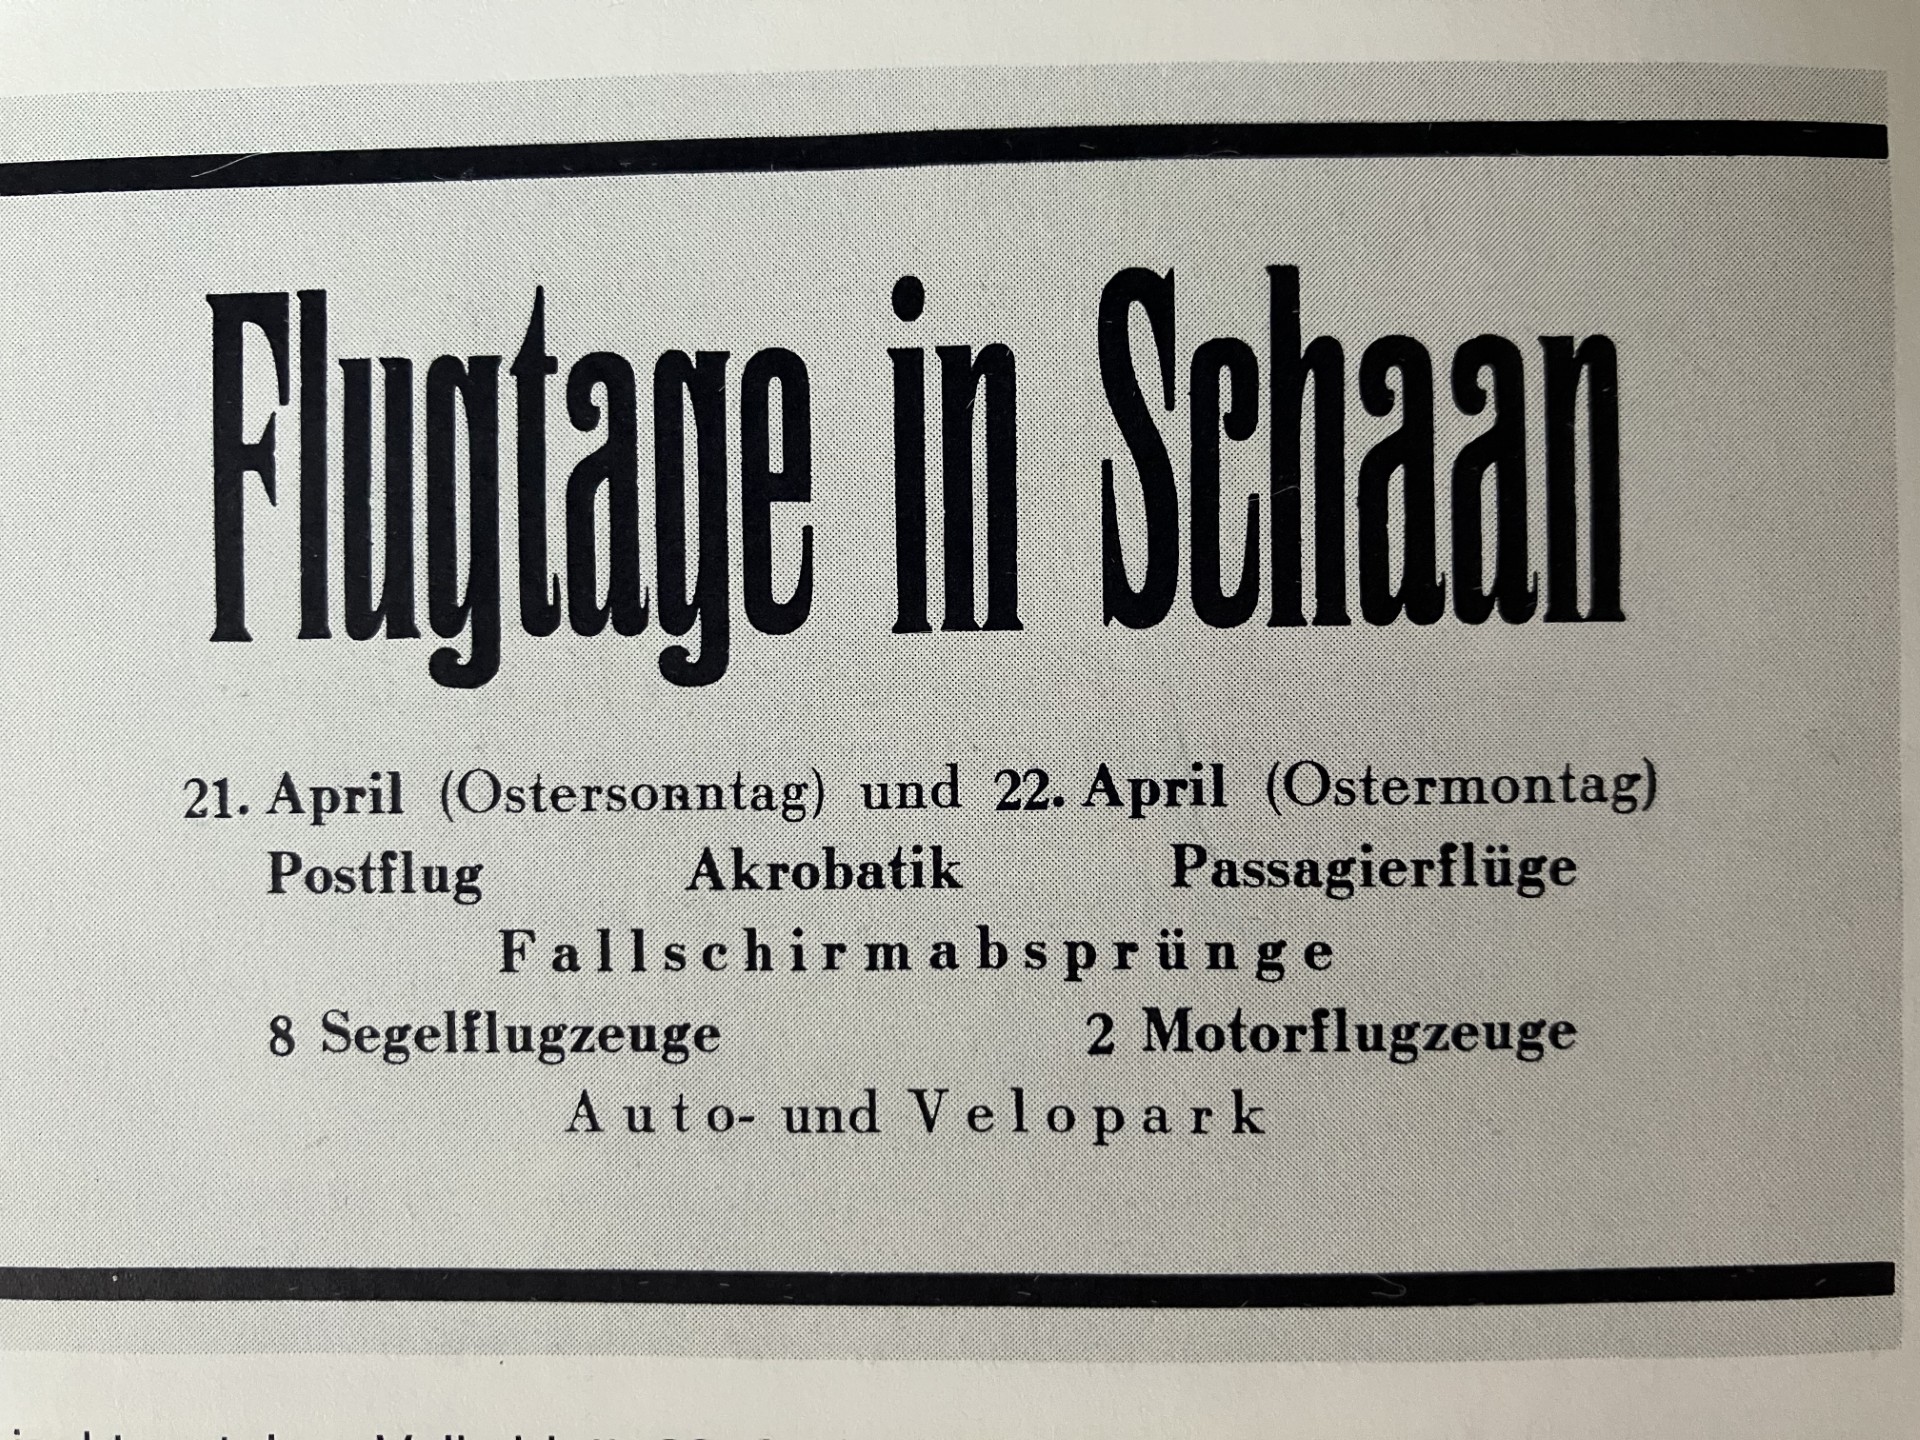 Flugtage in Schaan
21. April (Ostersonntag) und 22. April (Ostermontag)
Postflug Akrobatik Passagierflüge
Fallschirmabsprünge
8 Segelflugzeuge 2 Motorflugzeuge
Auto- und Velopark